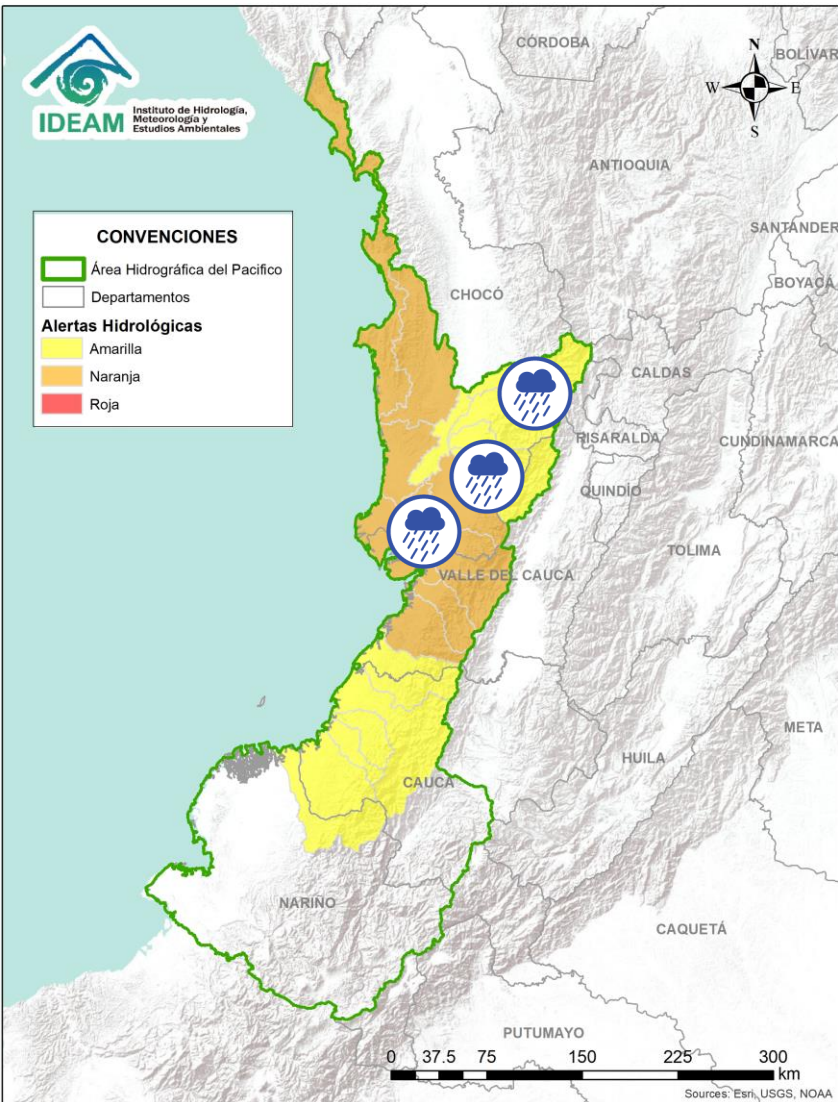 IDEAM
Instituto de Hidrología,
Meteorología y
Estudios Ambientales
CONVENCIONES
Área Hidrográfica del Pacifico
Departamentos
Alertas Hidrológicas
Amarilla
Naranja
Roja
N
W
E
S
CÓRDOBA
BOLÍVAR
ANTIOQUIA
SANTANDER
BOYACÁ
CHOCÓ
CALDAS
RISARALDA
CUNDINAMARCA
QUINDÍO
TOLIMA
VALLE DEL CAUCA
META
HUILA
CAUCA
NARIÑO
CAQUETÁ
PUTUMAYO
0 37.5 75 150 225 300
km
Sources: Esri, USGS, NOAA